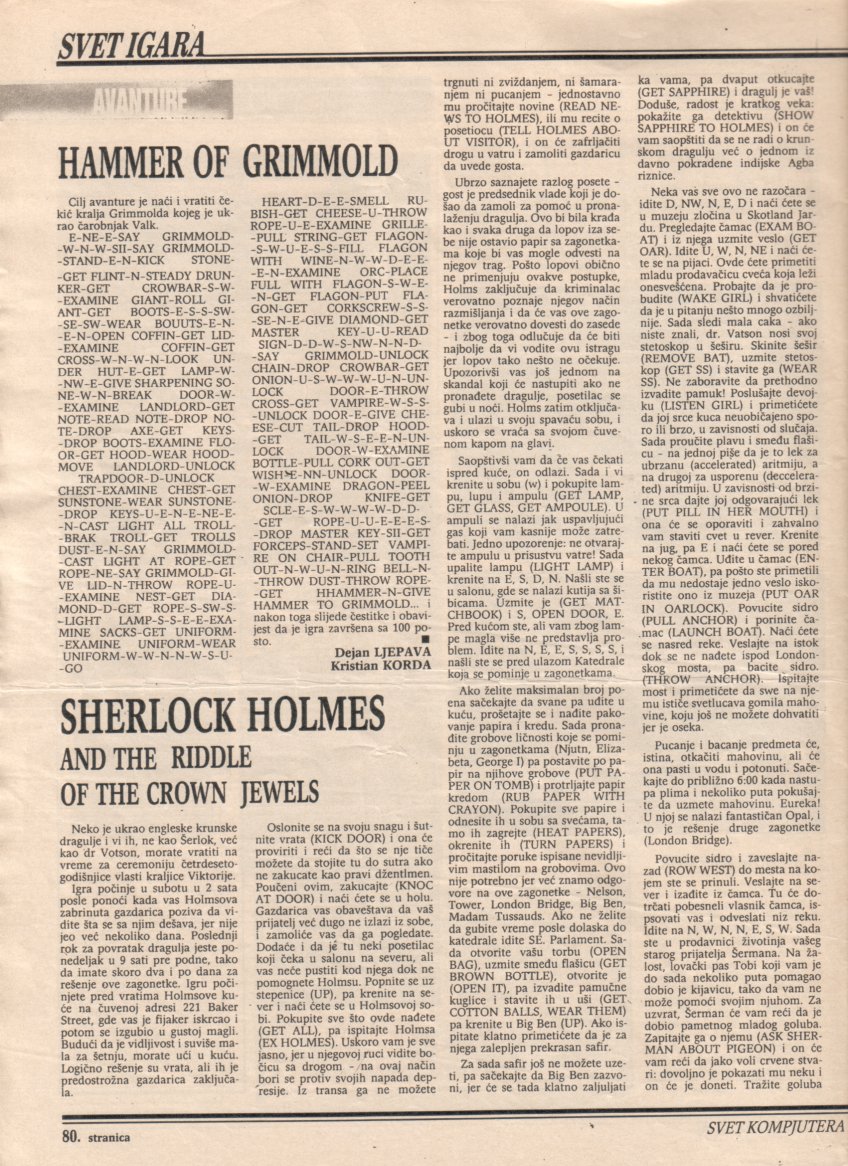 SVET IGARA
AVANTURE
HAMMER OF GRIMMOLD
Cilj avanture je naći i vratiti če-
kić kralja Grimmolda kojeg je uk-
rao čarobnjak Valk.
E-NE-E-SAY GRIMMOLD-
-W-N-W-SII-SAY GRIMMOLD-
-STAND-E-N-KICK STONE-
-GET FLINT-N-STEADY DRUN-
KER-GET CROWBAR-S-W-
-EXAMINE GIANT-ROLL GI-
ANT-GET BOOTS-E-S-S-SW-
-SE-SW-WEAR BOUUTS-E-N-
-E-N-OPEN COFFIN-GET LID-
-EXAMINE COFFIN-GET
CROSS-W-N-W-N-LOOK UN-
DER HUT-E-GET LAMP-W-
-NW-E-GIVE SHARPENING SO-
NE-W-N-BREAK DOOR-W-
-EXAMINE LANDLORD-GET
NOTE-READ NOTE-DROP NO-
TE-DROP AXE-GET KEYS-
-DROP BOOTS-EXAMINE FLO-
OR-GET HOOD-WEAR HOOD-
MOVE LANDLORD-UNLOCK
TRAPDOOR-D-UNLOCK
CHEST-EXAMINE CHEST-GET
SUNSTONE-WEAR SUNSTONE-
-DROP KEYS-U-E-N-E-NE-E-
-N-CAST LIGHT ALL TROLL-
-BRAK TROLL-GET TROLLS
DUST-E-N-SAY GRIMMOLD-
-CAST LIGHT AT ROPE-GET
ROPE-NE-SAY GRIMMOLD-GI-
VE LID-N-THROW ROPE-U-
-EXAMINE NEST-GET DIA-
MOND-D-GET ROPE-S-SW-S-
-LIGHT LAMP-S-S-E-E-EXA-
MINE SACKS-GET UNIFORM-
-EXAMINE UNIFORM-WEAR
UNIFORM-W-W-N-N-W-S-U-
-GO
HEART-D-E-E-SMELL RU-
BISH-GET CHEESE-U-THROW
ROPE-U-E-EXAMINE GRILLE-
-PULL STRING-GET FLAGON-
-S-W-U-E-S-S-FILL FLAGON
WITH WINE-N-W-W-D-E-E-
-E-N-EXAMINE ORC-PLACE
FULL WITH FLAGON-S-W-E-
-N-GET FLAGON-PUT FLA-
GON-GET CORKSCREW-S-S-
-SE-N-E-GIVE DIAMOND-GET
MASTER KEY-U-U-READ
SIGN-D-D-W-S-NW-N-N-D-
-SAY GRIMMOLD-UNLOCK
CHAIN-DROP CROWBAR-GET
ONION-U-S-W-W-W-U-N-UN-
LOCK DOOR-E-THROW
CROSS-GET VAMPIRE-W-S-S-
-UNLOCK DOOR-E-GIVE CHE-
ESE-CUT TAIL-DROP HOOD-
-GET TAIL-W-S-E-E-N-UN-
LOCK DOOR-W-EXAMINE
BOTTLE-PULL CORK OUT-GET
WISH-E-NN-UNLOCK DOOR-
-W-EXAMINE DRAGON-PEEL
ONION-DROP KNIFE-GET
SCLE-E-S-W-W-W-D-D-
-GET ROPE-U-U-E-E-E-S-
-DROP MASTER KEY-SII-GET
FORCEPS-STAND-SET VAMPI-
RE ON CHAIR-PULL TOOTH
OUT-N-W-U-N-RING BELL-N-
-THROW DUST-THROW ROPE-
-GET HHAMMER-N-GIVE
HAMMER TO GRIMMOLD... i
nakon toga slijede čestitke i obavi-
jest da je igra završena sa 100 po-
sto.
Dejan LJEPAVA
Kristian KORDA
SHERLOCK HOLMES
AND THE RIDDLE
OF THE CROWN JEWELS
Neko je ukrao engleske krunske
dragulje i vi ih, ne kao Šerlok, već
kao dr Votson, morate vratiti na
vreme za ceremoniju četrdeseto-
godišnjice vlasti kraljice Viktorije.
Igra počinje u subotu u 2 sata
posle ponoći kada vas Holmsova
zabrinuta gazdarica poziva da vi-
dite šta se sa njim dešava, jer nije
jeo već nekoliko dana. Poslednji
rok za povratak dragulja jeste po-
nedeljak u 9 sati pre podne, tako
da imate skoro dva i po dana za
rešenje ove zagonetke. Igru poči-
njete pred vratima Holmsove ku-
će na čuvenoj adresi 221 Baker
Street, gde vas je fijaker iskrcao i
potom se izgubio u gustoj magli.
Budući da je vidljivost i suviše ma-
la za šetnju, morate ući u kuću.
Logično rešenje su vrata, ali ih je
predostrožna gazdarica zaključa-
la.
Oslonite se na svoju snagu i šut-
nite vrata (KICK DOOR) i ona će
proviriti i reći da što se nje tiče
možete da stojite tu do sutra ako
ne zakucate kao pravi džentlmen.
Poučeni ovim, zakucajte (KNOC
AT DOOR) i naći ćete se u holu.
Gazdarica vas obaveštava da vaš
prijatelj već dugo ne izlazi iz sobe,
i zamoliće vas da ga pogledate.
Dodaće i da je tu neki posetilac
koji čeka u salonu na severu, ali
vas neće pustiti kod njega dok ne
pomognete Holmsu. Popnite se uz
stepenice (UP), pa krenite na se-
ver i naći ćete se u Holmsovoj so-
bi. Pokupite sve što ovde nađete
(GET ALL), pa ispitajte Holmsa
(EX HOLMES). Uskoro vam je sve
jasno, jer u njegovoj ruci vidite bo-
čicu sa drogom – na ovaj način
bori se protiv svojih napada dep-
resije. Iz transa ga ne možete
trgnuti ni zviždanjem, ni šamara-
njem ni pucanjem – jednostavno
mu pročitajte novine (READ NE-
WS TO HOLMES), ili mu recite o
posetiocu (TELL HOLMES ABO-
UT VISITOR), i on će zafrljačiti
drogu u vatru i zamoliti gazdaricu
da uvede gosta.
Ubrzo saznajete razlog posete -
gost je predsednik vlade koji je do-
šao da zamoli za pomoć u prona-
laženju dragulja. Ovo bi bila krađa
kao i svaka druga da lopov iza se-
be nije ostavio papir sa zagonetka-
ma koje bi vas mogle odvesti na
njegov trag. Pošto lopovi obično
ne primenjuju ovakve postupke,
Holms zaključuje da kriminalac
verovatno poznaje njegov način
razmišljanja i da će vas ove zago-
netke verovatno dovesti do zasede
- i zbog toga odlučuje da će biti
najbolje da vi vodite ovu istragu
jer lopov tako nešto ne očekuje.
Upozorivši vas još jednom na
skandal koji će nastupiti ako ne
pronađete dragulje, posetilac se
gubi u noći. Holms zatim otključa-
va i ulazi u svoju spavaću sobu, i
uskoro se vraća sa svojom čuve-
nom kapom na glavi.
Saopštivši vam da će vas čekati
ispred kuće, on odlazi. Sada i vi
krenite u sobu (w) i pokupite lam-
pu, lupu i ampulu (GET LAMP,
GET GLASS, GET AMPOULE). U
ampuli se nalazi jak uspavljujući
gas koji vam kasnije može zatre-
bati. Jedno upozorenje: ne otvaraj-
te ampulu u prisustvu vatre! Sada
upalite lampu (LIGHT LAMP) i
krenite na E, S, D, N. Našli ste se
u salonu, gde se nalazi kutija sa ši-
bicama. Uzmite je (GET MAT-
CHBOOK) i S, OPEN DOOR, E.
Pred kućom ste, ali vam zbog lam-
pe magla više ne predstavlja pro-
blem. Idite na N, E, E, S, S, S, S, i
našli ste se pred ulazom Katedrale
koja se pominje u zagonetkama.
Ako želite maksimalan broj po-
ena sačekajte da svane pa uđite u
kuću, prošetajte se i nađite pako-
vanje papira i kredu. Sada prona-
đite grobove ličnosti koje se pomi-
nju u zagonetkama (Njutn, Eliza-
beta, George I) pa postavite po pa-
pir na njihove grobove (PUT PA-
PER ON TOMB) i protrljajte papir
kredom (RUB PAPER WITH
CRAYON). Pokupite sve papire i
odnesite ih u sobu sa svećama, ta-
mo ih zagrejte (HEAT PAPERS),
okrenite ih (TURN PAPERS) i
pročitajte poruke ispisane nevidlji-
vim mastilom na grobovima. Ovo
nije potrebno jer već znamo odgo-
vore na ove zagonetke – Nelson,
Tower, London Bridge, Big Ben,
Madam Tussauds. Ako ne želite
da gubite vreme posle dolaska do
katedrale idite SE. Parlament. Sa-
da otvorite vašu torbu (OPEN
BAG), uzmite smeđu flašicu (GET
BROWN BOTTLE), otvorite je
(OPEN IT), pa izvadite pamučne
kuglice i stavite ih u uši (GET
COTTON BALLS, WEAR THEM)
pa krenite u Big Ben (UP). Ako is-
pitate klatno primetićete da je za
njega zalepljen prekrasan safir.
Za sada safir još ne možete uze-
ti, pa sačekajte da Big Ben zazvo-
ni, jer će se tada klatno zaljuljati
ka vama, pa dvaput otkucajte
(GET SAPPHIRE) i dragulj je vaš!
Doduše, radost je kratkog veka:
pokažite ga detektivu (SHOW
SAPPHIRE TO HOLMES) i on će
vam saopštiti da se ne radi o krun-
skom dragulju već o jednom iz
davno pokradene indijske Agba
riznice.
Neka vas sve ovo ne razočara –
idite D, NW, N, E, D i naći ćete se
u muzeju zločina u Skotland Jar-
du. Pregledajte čamac (EXAM BO-
AT) i iz njega uzmite veslo (GET
OAR). Idite U, W, N, NE i naći će-
te se na pijaci. Ovde ćete primetiti
mladu prodavačicu cveća koja leži
onesvešćena. Probajte da je pro-
budite (WAKE GIRL) i shvatićete
da je u pitanju nešto mnogo ozbilj-
nije. Sada sledi mala caka – ako
niste znali, dr. Vatson nosi svoj
stetoskop u šeširu. Skinite šešir
(REMOVE BAT), uzmite stetos-
kop (GET SS) i stavite ga (WEAR
SS). Ne zaboravite da prethodno
izvadite pamuk! Poslušajte devoj-
ku (LISTEN GIRL) i primetićete
da joj srce kuca neuobičajeno spo-
ro ili brzo, u zavisnosti od slučaja.
Sada proučite plavu i smeđu flaši-
cu – na jednoj piše da je to lek za
ubrzanu (accelerated) aritmiju, a
na drugoj za usporenu (deccelera-
ted) aritmiju. U zavisnosti od brzi-
ne srca dajte joj odgovarajući lek
(PUT PILL IN HER MOUTH) i
ona će se oporaviti i zahvalno
vam staviti cvet u rever. Krenite
na jug, pa E i naći ćete se pored
nekog čamca. Uđite u čamac (EN-
TER BOAT), pa pošto ste primetili
da mu nedostaje jedno veslo isko-
ristite ono iz muzeja (PUT OAR
IN OARLOCK). Povucite sidro
(PULL ANCHOR) i porinite ča-
mac (LAUNCH BOAT). Naći ćete
se nasred reke. Veslajte na istok
dok se ne nađete ispod London-
skog mosta, pa bacite sidro.
(THROW ANCHOR). Ispitajte
most i primetićete da swe na nje-
mu ističe svetlucava gomila maho-
vine, koju još ne možete dohvatiti
jer je oseka.
Pucanje i bacanje predmeta će,
istina, otkačiti mahovinu, ali će
ona pasti u vodu i potonuti. Sače-
kajte do približno 6:00 kada nastu-
pa plima i nekoliko puta pokušaj-
te da uzmete mahovinu. Eureka!
U njoj se nalazi fantastičan Opal, i
to je rešenje druge zagonetke
(London Bridge).
Povucite sidro i zaveslajte na-
zad (ROW WEST) do mesta na ko-
jem ste se prinuli. Veslajte na se-
ver i izađite iz čamca. Tu će do-
trčati pobesneli vlasnik čamca, is-
psovati vas i odveslati niz reku.
Idite na N, W, N, N, E, S, W. Sada
ste u prodavnici životinja vašeg
starog prijatelja Šermana. Na ža-
lost, lovački pas Tobi koji vam je
do sada nekoliko puta pomagao
dobio je kijavicu, tako da vam ne
može pomoći svojim njuhom. Za
uzvrat, Šerman će vam reći da je
dobio pametnog mladog goluba.
Zapitajte ga o njemu (ASK SHER-
MAN ABOUT PIGEON) i on će
vam reći da jako voli crvene stva-
ri: dovoljno je pokazati mu neku i
on će je doneti. Tražite goluba
80. stranica
SVET KOMPJUTERA